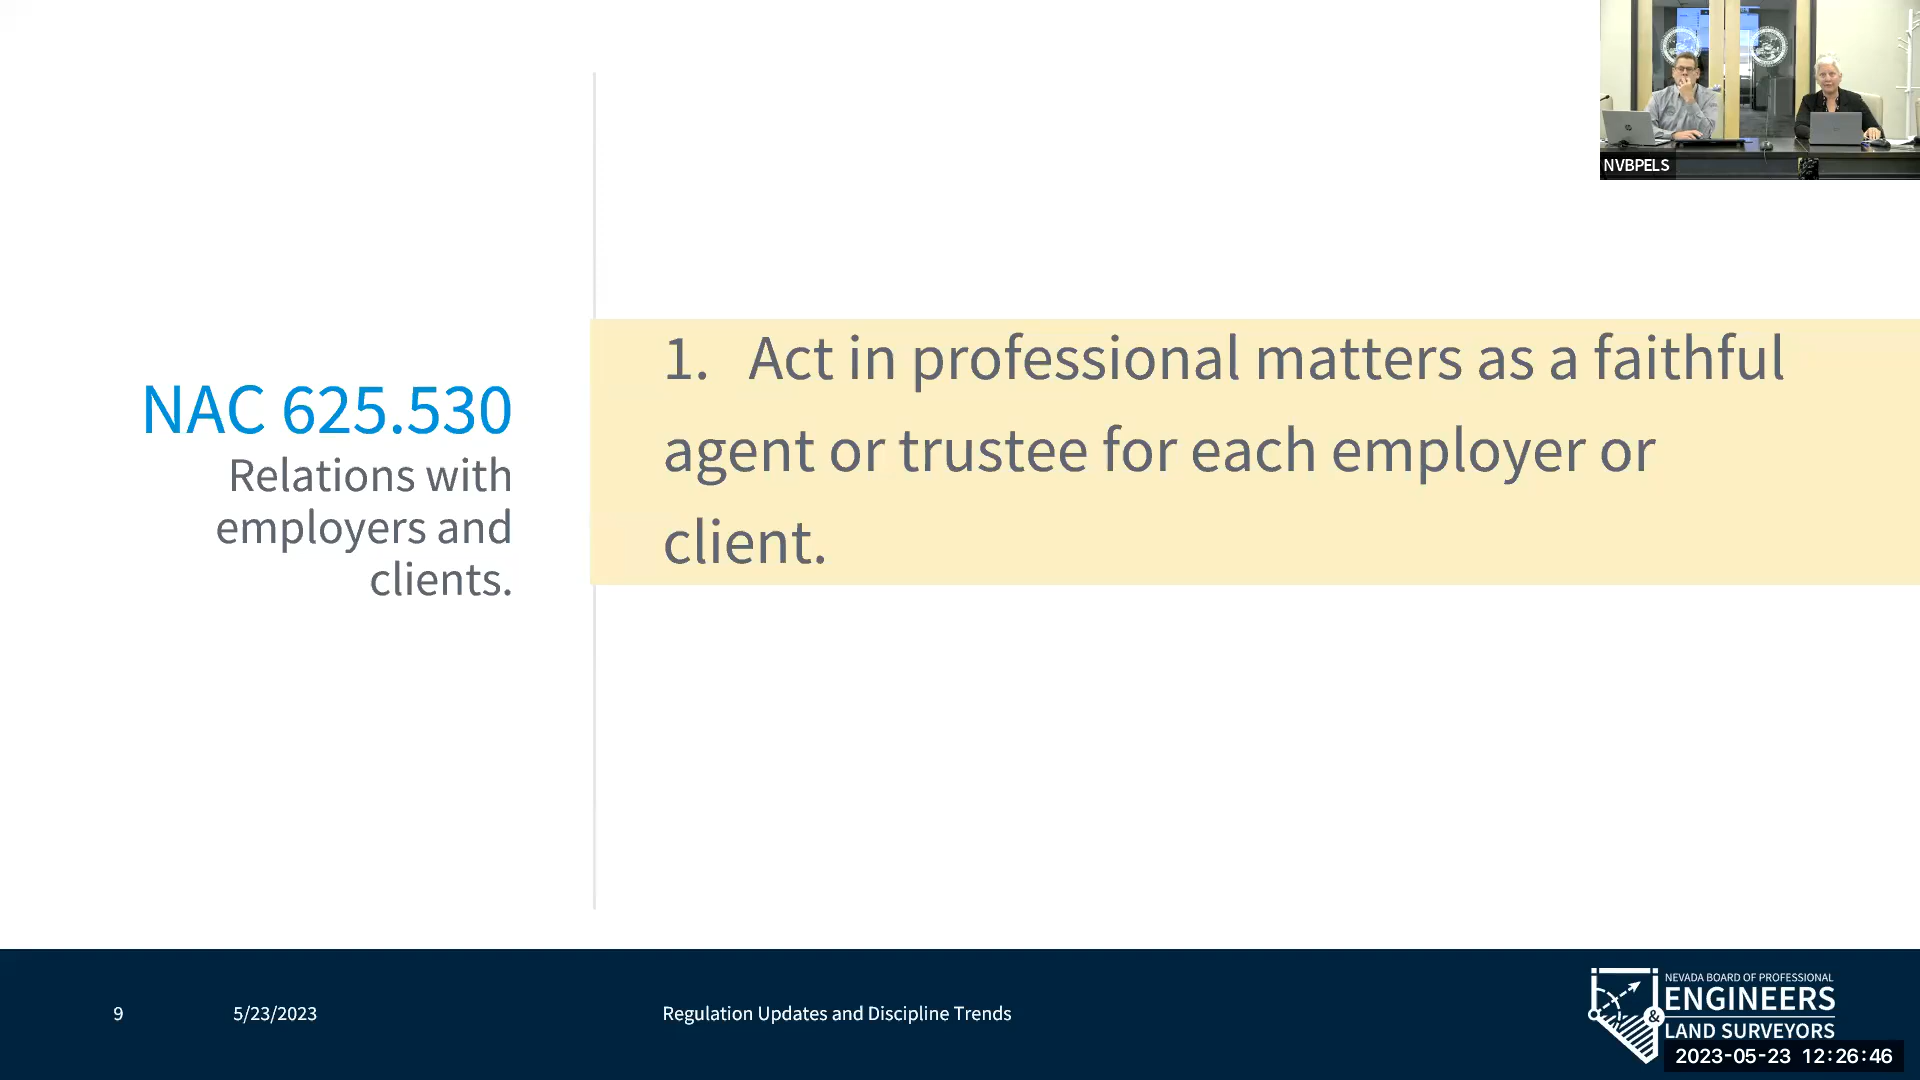 NVBPELS
NAC 625.530
Relations with
employers and
clients.
1. Act in professional matters as a faithful
agent or trustee for each employer or
client.
9
5/23/2023
Regulation Updates and Discipline Trends
NEVADA BOARD OF PROFESSIONAL
ENGINEERS
&
LAND SURVEYORS
2023-05-23 12:26:46